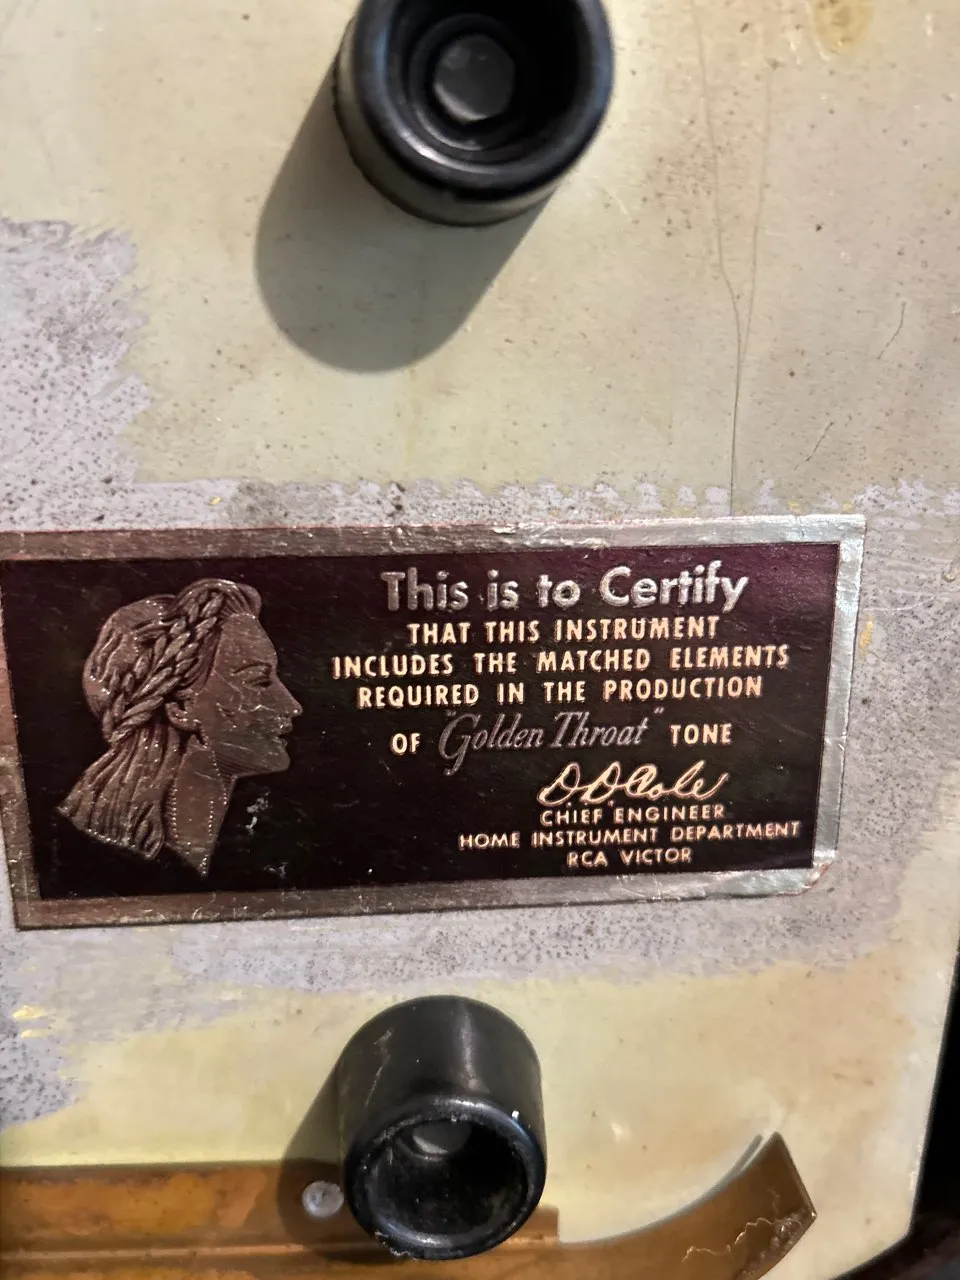 This is to Certify
THAT THIS INSTRUMENT
INCLUDES THE MATCHED ELEMENTS
REQUIRED IN THE PRODUCTION
OF "Golden Throat" TONE
D.D. Cole
CHIEF ENGINEER
HOME INSTRUMENT DEPARTMENT
RCA VICTOR